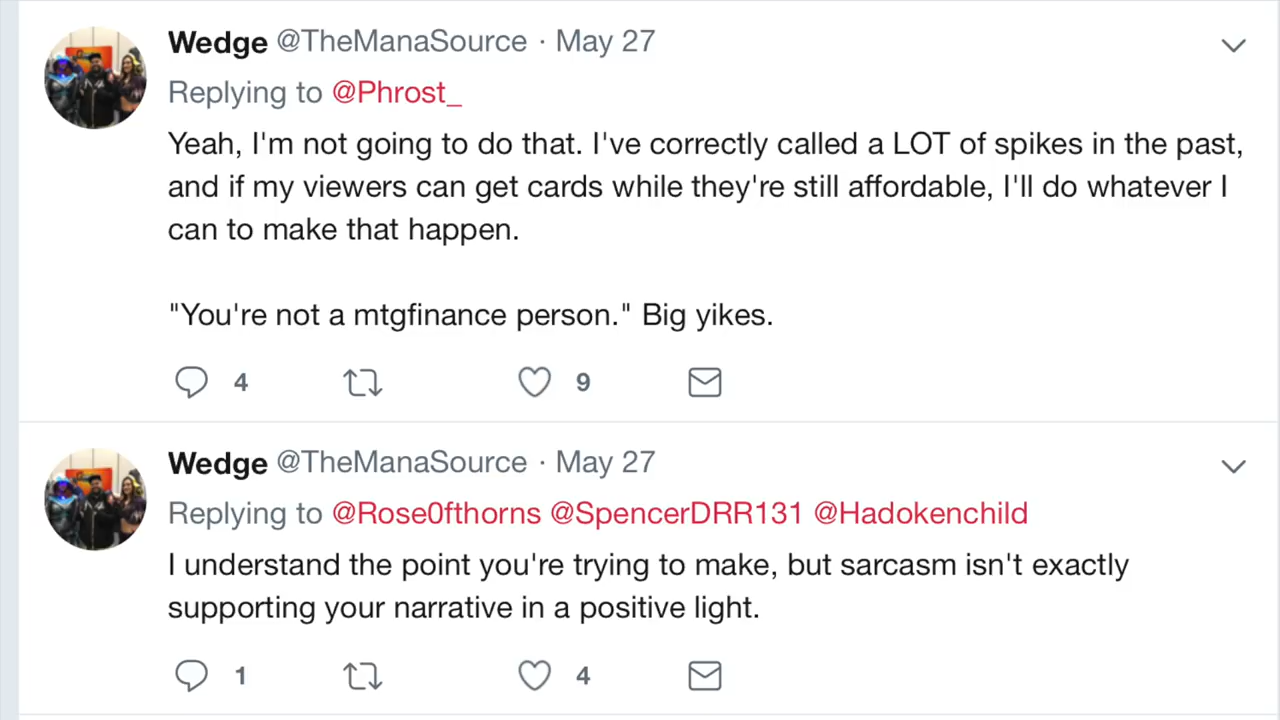 Wedge @TheManaSource · May 27
Replying to @Phrost_
Yeah, I'm not going to do that. I've correctly called a LOT of spikes in the past,
and if my viewers can get cards while they're still affordable, I'll do whatever I
can to make that happen.
"You're not a mtgfinance person." Big yikes.
4 9
Wedge @TheManaSource · May 27
Replying to @Rose0fthorns @SpencerDRR131 @Hadokenchild
I understand the point you're trying to make, but sarcasm isn't exactly
supporting your narrative in a positive light.
1 4